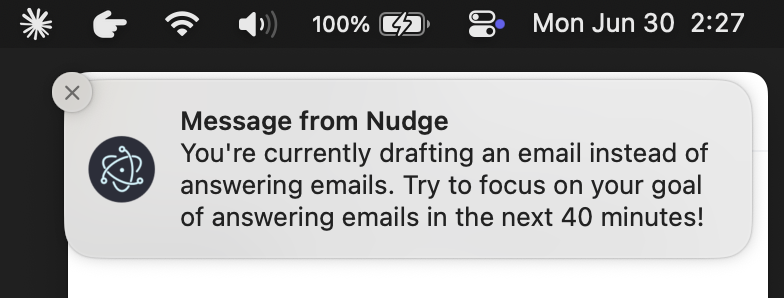 100% Mon Jun 30 2:27
Message from Nudge
You're currently drafting an email instead of
answering emails. Try to focus on your goal
of answering emails in the next 40 minutes!